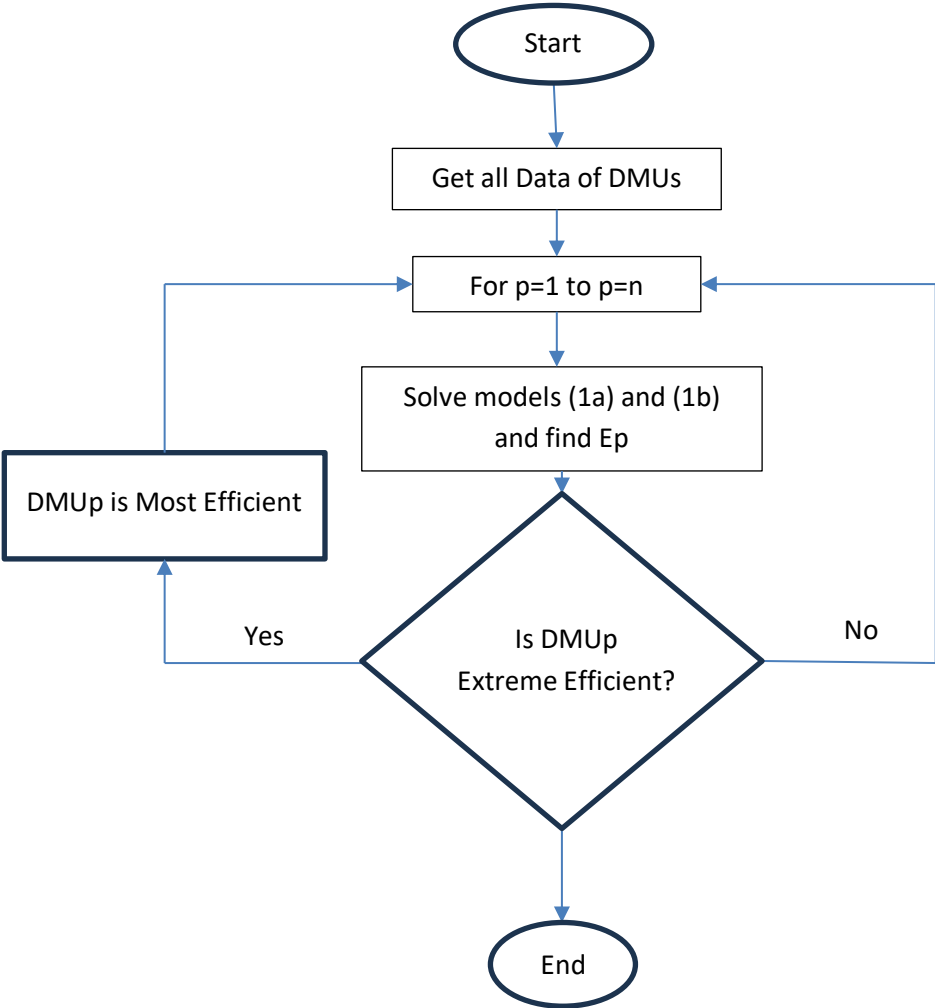 Start
Get all Data of DMUs
For p=1 to p=n
Solve models (1a) and (1b)
and find Ep
DMUp is Most Efficient
Yes
No
Is DMUp
Extreme Efficient?
End